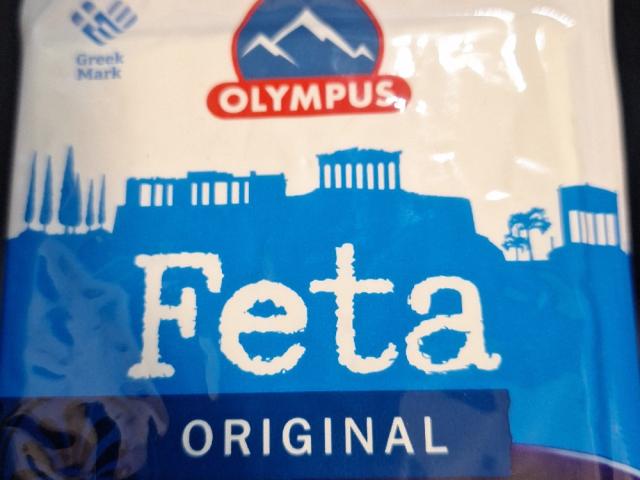 Greek
Mark
OLYMPUS
Feta
ORIGINAL